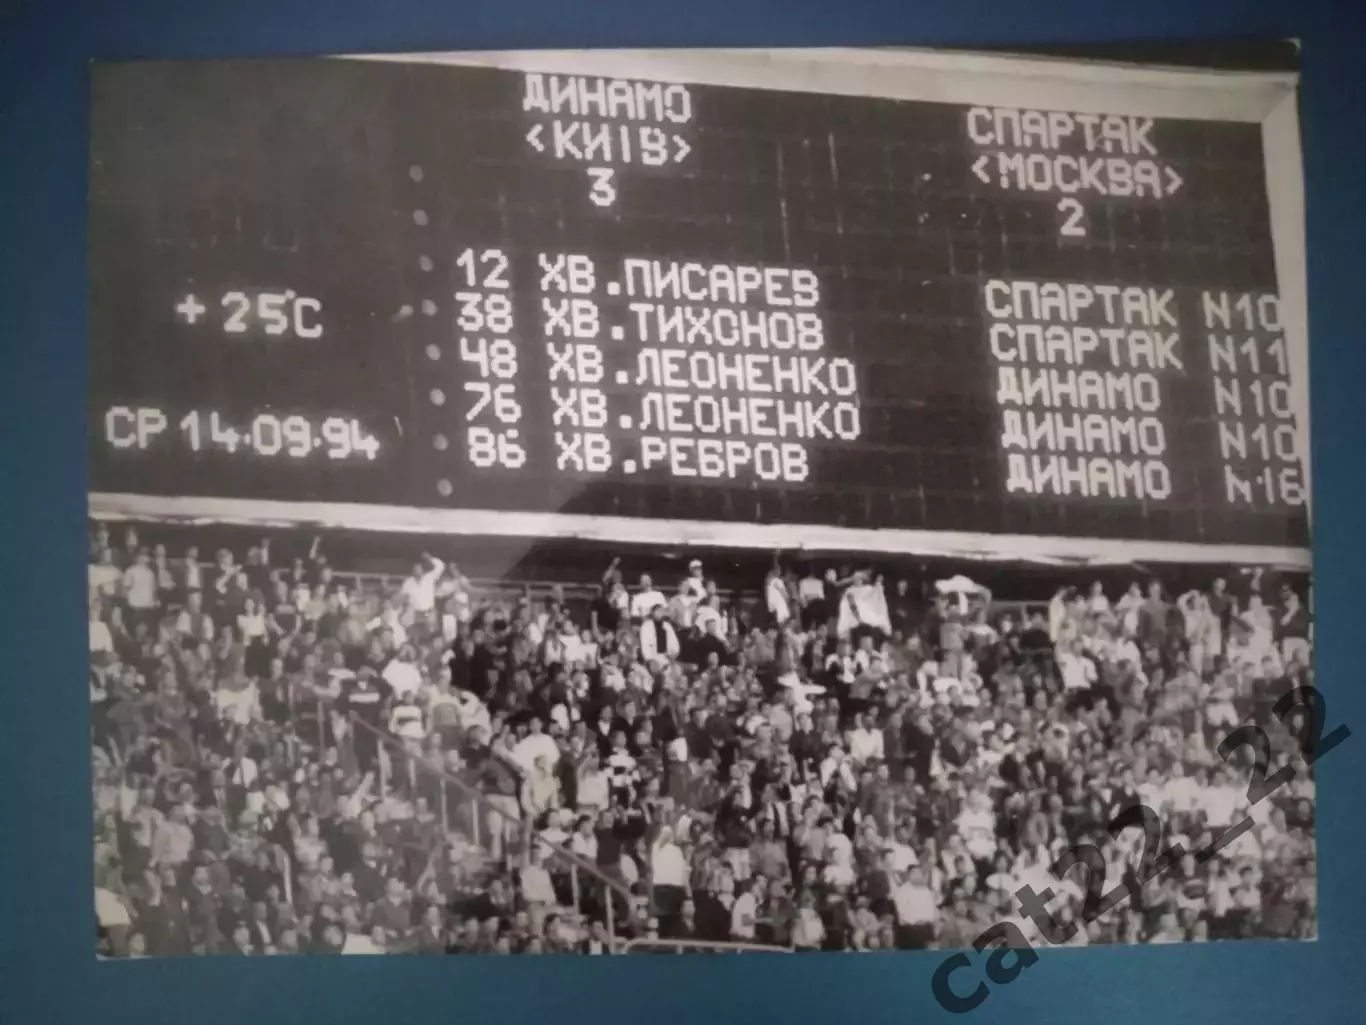 ДИНАМО СПАРТАК
<КИІВ> <МОСКВА>
3 2
12 ХВ.ПИСАРЕВ СПАРТАК N10
38 ХВ.ТИХОНОВ СПАРТАК N11
48 ХВ.ЛЕОНЕНКО ДИНАМО N10
76 ХВ.ЛЕОНЕНКО ДИНАМО N10
86 ХВ.РЕБРОВ ДИНАМО N16
+25°C
СР 14.09.94
cat22_22